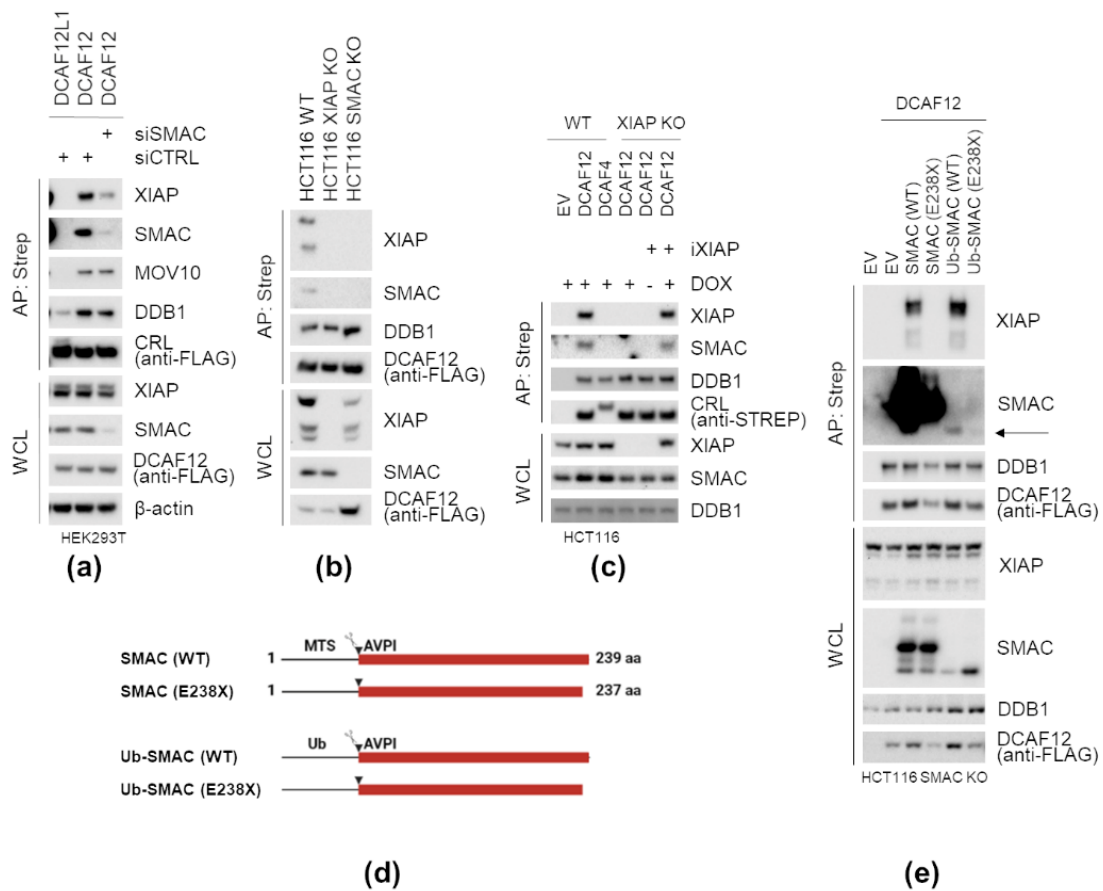 DCAF12L1
DCAF12
DCAF12
+ siSMAC
+ + siCTRL
AP: Strep
XIAP
SMAC
MOV10
DDB1
CRL
(anti-FLAG)
WCL
XIAP
SMAC
DCAF12
(anti-FLAG)
β-actin
HEK293T
(a)
HCT116 WT
HCT116 XIAP KO
HCT116 SMAC KO
AP: Strep
XIAP
SMAC
DDB1
DCAF12
(anti-FLAG)
WCL
XIAP
SMAC
DCAF12
(anti-FLAG)
(b)
WT XIAP KO
EV
DCAF12
DCAF4
DCAF12
DCAF12
DCAF12
+ + iXIAP
+ + + + - + DOX
AP: Strep
XIAP
SMAC
DDB1
CRL
(anti-STREP)
WCL
XIAP
SMAC
DDB1
HCT116
(c)
MTS AVPI
SMAC (WT) 1 239 aa
SMAC (E238X) 1 237 aa
Ub AVPI
Ub-SMAC (WT)
Ub-SMAC (E238X)
(d)
DCAF12
EV
EV
SMAC (WT)
SMAC (E238X)
Ub-SMAC (WT)
Ub-SMAC (E238X)
AP: Strep
XIAP
SMAC
DDB1
DCAF12
(anti-FLAG)
WCL
XIAP
SMAC
DDB1
DCAF12
(anti-FLAG)
HCT116 SMAC KO
(e)